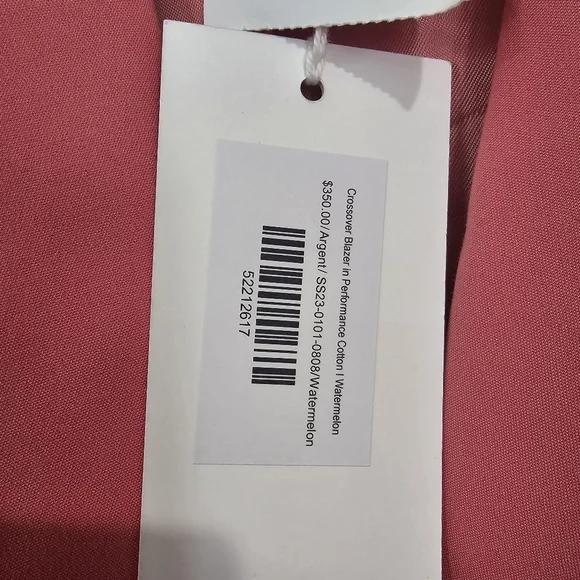 Crossover Blazer in Performance Cotton | Watermelon
$350.00/Argent/ SS23-0101-0808/Watermelon
52212617